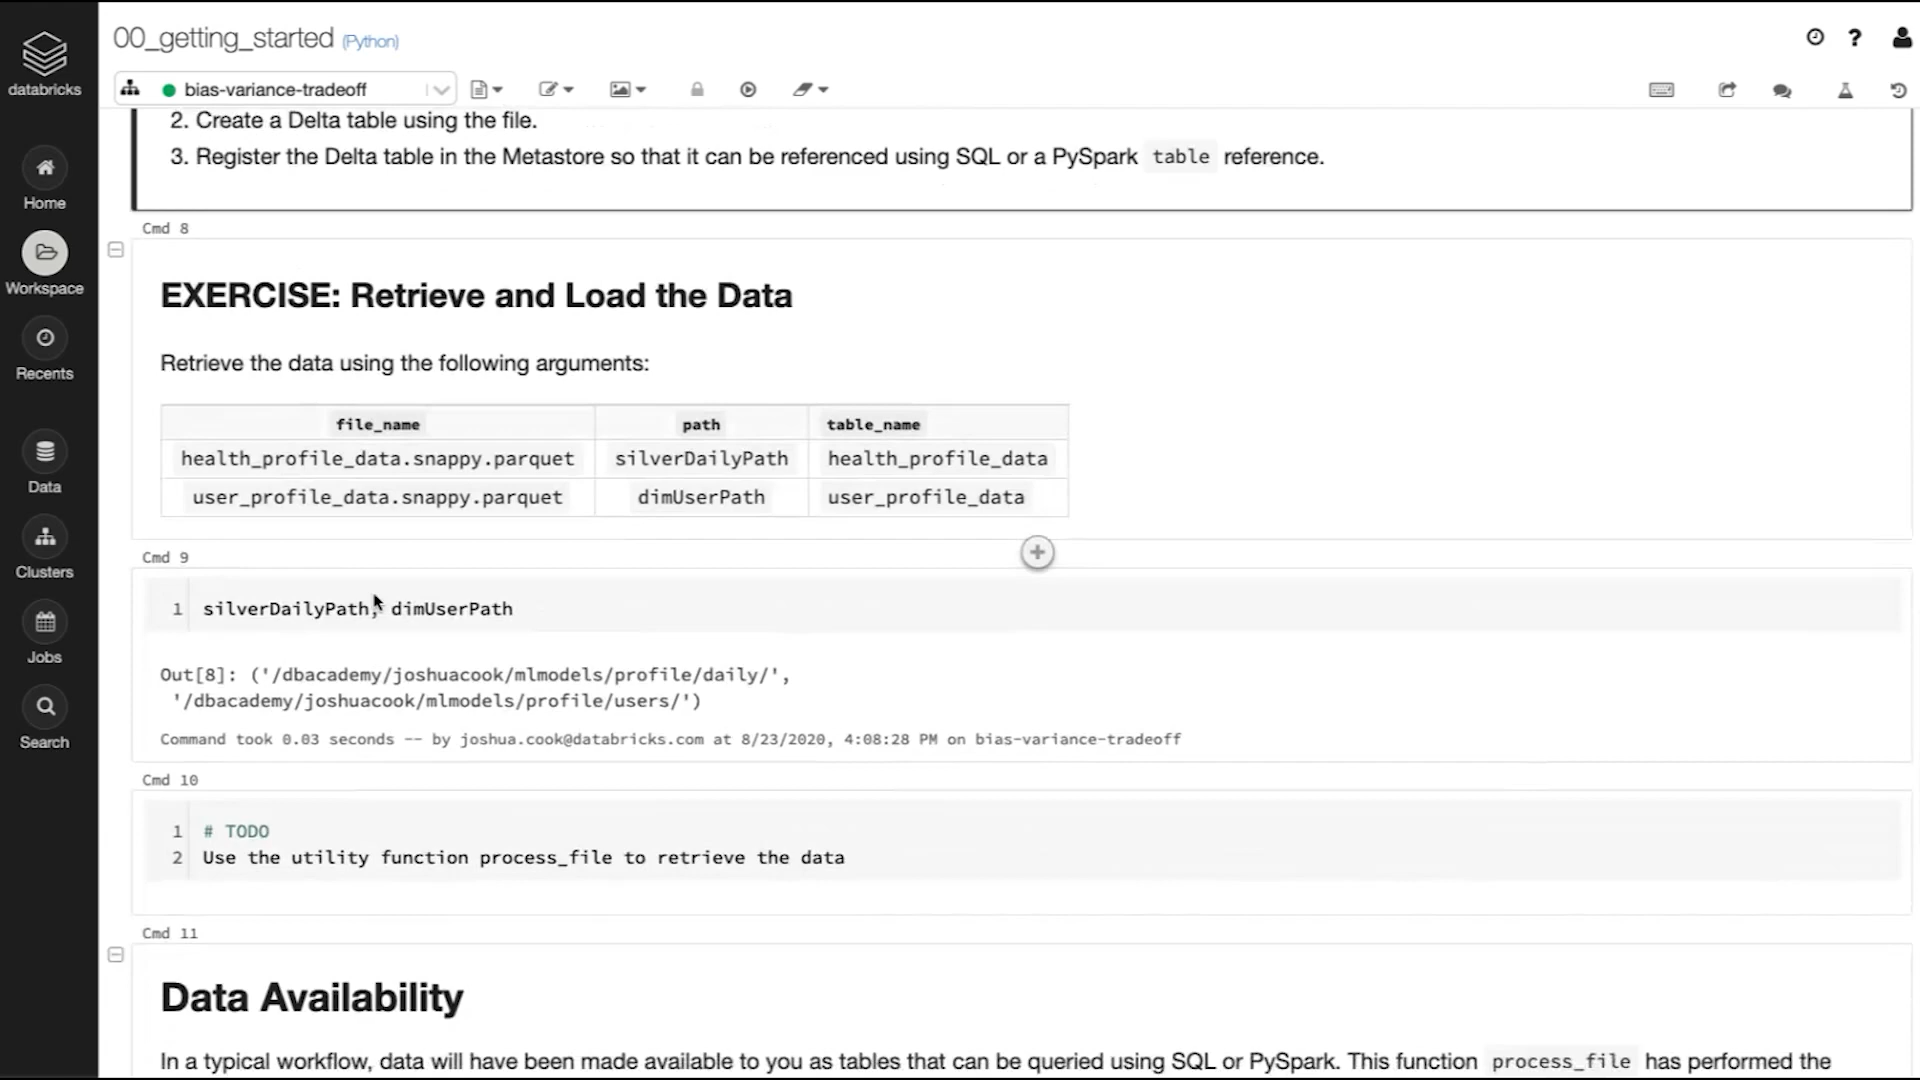 databricks
Home
Workspace
Recents
Data
Clusters
Jobs
Search
00_getting_started (Python)
bias-variance-tradeoff
2. Create a Delta table using the file.
3. Register the Delta table in the Metastore so that it can be referenced using SQL or a PySpark table reference.
Cmd 8
EXERCISE: Retrieve and Load the Data
Retrieve the data using the following arguments:
file_name path table_name
health_profile_data.snappy.parquet silverDailyPath health_profile_data
user_profile_data.snappy.parquet dimUserPath user_profile_data
Cmd 9
1 silverDailyPath, dimUserPath
Out[8]: ('/dbacademy/joshuacook/mlmodels/profile/daily/',
'/dbacademy/joshuacook/mlmodels/profile/users/')
Command took 0.03 seconds -- by joshua.cook@databricks.com at 8/23/2020, 4:08:28 PM on bias-variance-tradeoff
Cmd 10
1 # TODO
2 Use the utility function process_file to retrieve the data
Cmd 11
Data Availability
In a typical workflow, data will have been made available to you as tables that can be queried using SQL or PySpark. This function process_file has performed the